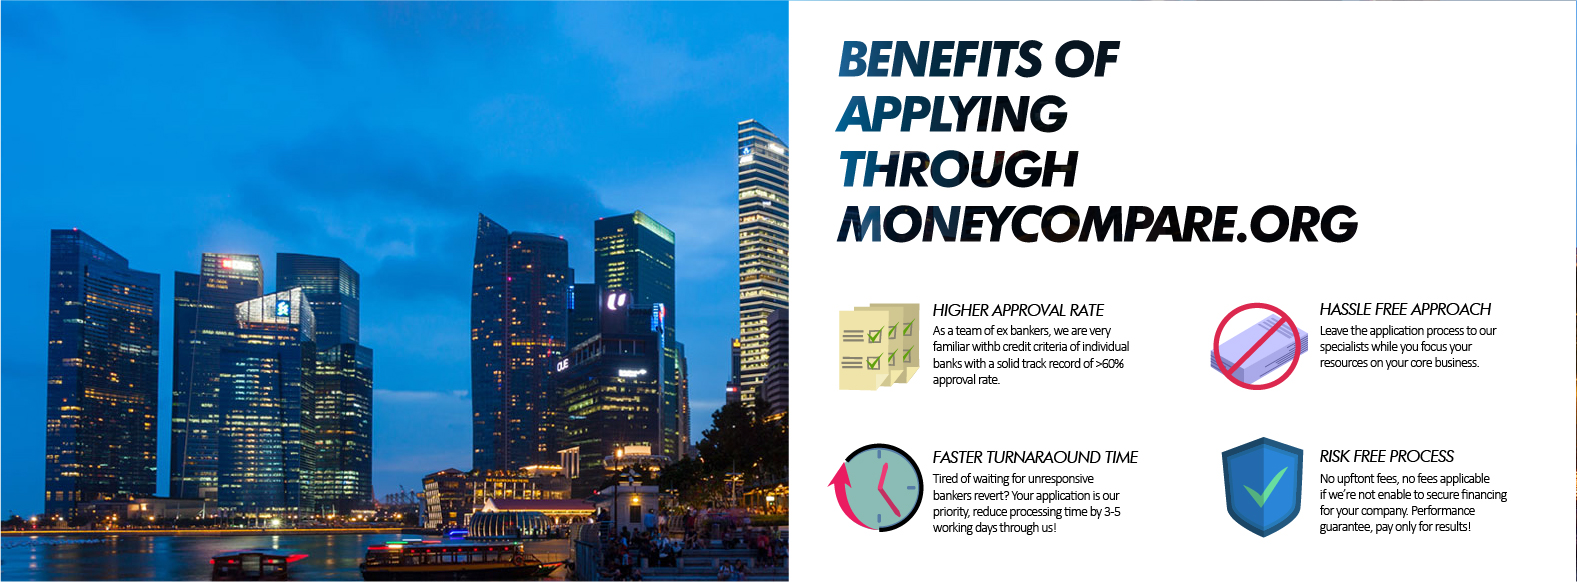 BENEFITS OF
APPLYING
THROUGH
MONEYCOMPARE.ORG
HIGHER APPROVAL RATE
As a team of ex bankers, we are very
familiar withb credit criteria of individual
banks with a solid track record of >60%
approval rate.
HASSLE FREE APPROACH
Leave the application process to our
specialists while you focus your
resources on your core business.
FASTER TURNARAOUND TIME
Tired of waiting for unresponsive
bankers revert? Your application is our
priority, reduce processing time by 3-5
working days through us!
RISK FREE PROCESS
No upftont fees, no fees applicable
if we're not enable to secure financing
for your company. Performance
guarantee, pay only for results!